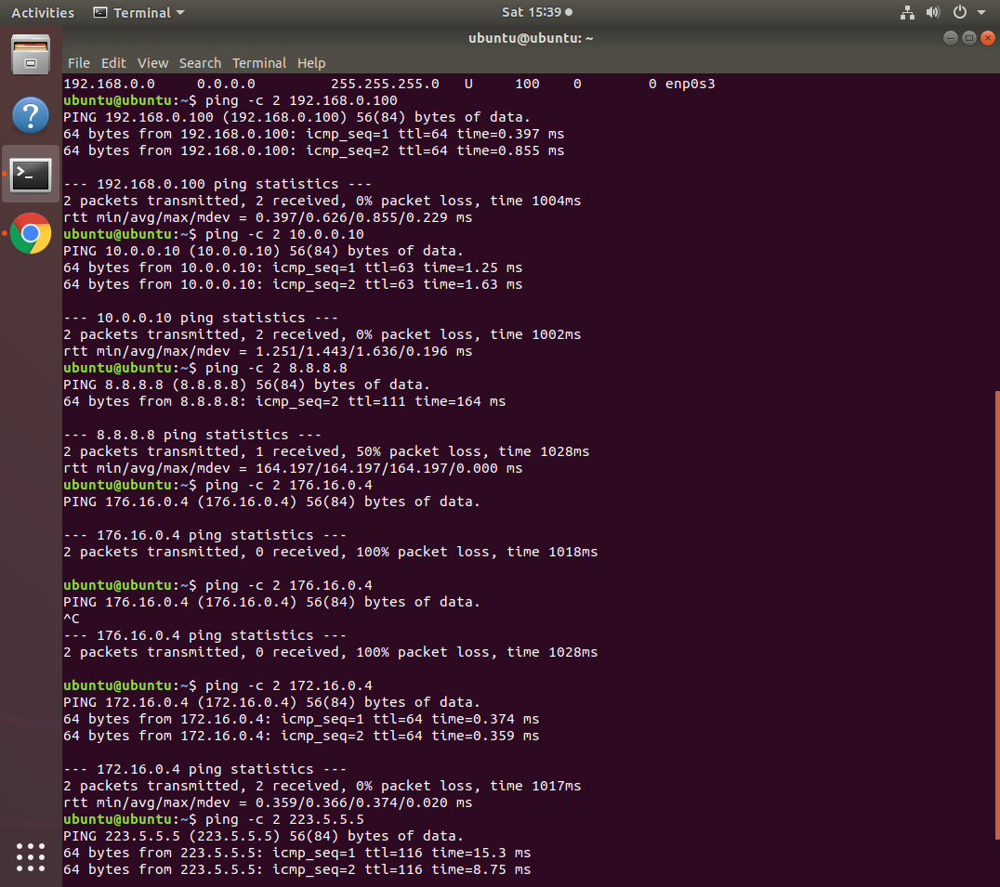 Activities Terminal Sat 15:39
ubuntu@ubuntu: ~
File Edit View Search Terminal Help
192.168.0.0     0.0.0.0         255.255.255.0   U     100    0        0 enp0s3
ubuntu@ubuntu:~$ ping -c 2 192.168.0.100
PING 192.168.0.100 (192.168.0.100) 56(84) bytes of data.
64 bytes from 192.168.0.100: icmp_seq=1 ttl=64 time=0.397 ms
64 bytes from 192.168.0.100: icmp_seq=2 ttl=64 time=0.855 ms

--- 192.168.0.100 ping statistics ---
2 packets transmitted, 2 received, 0% packet loss, time 1004ms
rtt min/avg/max/mdev = 0.397/0.626/0.855/0.229 ms
ubuntu@ubuntu:~$ ping -c 2 10.0.0.10
PING 10.0.0.10 (10.0.0.10) 56(84) bytes of data.
64 bytes from 10.0.0.10: icmp_seq=1 ttl=63 time=1.25 ms
64 bytes from 10.0.0.10: icmp_seq=2 ttl=63 time=1.63 ms

--- 10.0.0.10 ping statistics ---
2 packets transmitted, 2 received, 0% packet loss, time 1002ms
rtt min/avg/max/mdev = 1.251/1.443/1.636/0.196 ms
ubuntu@ubuntu:~$ ping -c 2 8.8.8.8
PING 8.8.8.8 (8.8.8.8) 56(84) bytes of data.
64 bytes from 8.8.8.8: icmp_seq=2 ttl=111 time=164 ms

--- 8.8.8.8 ping statistics ---
2 packets transmitted, 1 received, 50% packet loss, time 1028ms
rtt min/avg/max/mdev = 164.197/164.197/164.197/0.000 ms
ubuntu@ubuntu:~$ ping -c 2 176.16.0.4
PING 176.16.0.4 (176.16.0.4) 56(84) bytes of data.

--- 176.16.0.4 ping statistics ---
2 packets transmitted, 0 received, 100% packet loss, time 1018ms

ubuntu@ubuntu:~$ ping -c 2 176.16.0.4
PING 176.16.0.4 (176.16.0.4) 56(84) bytes of data.
^C
--- 176.16.0.4 ping statistics ---
2 packets transmitted, 0 received, 100% packet loss, time 1028ms

ubuntu@ubuntu:~$ ping -c 2 172.16.0.4
PING 172.16.0.4 (172.16.0.4) 56(84) bytes of data.
64 bytes from 172.16.0.4: icmp_seq=1 ttl=64 time=0.374 ms
64 bytes from 172.16.0.4: icmp_seq=2 ttl=64 time=0.359 ms

--- 172.16.0.4 ping statistics ---
2 packets transmitted, 2 received, 0% packet loss, time 1017ms
rtt min/avg/max/mdev = 0.359/0.366/0.374/0.020 ms
ubuntu@ubuntu:~$ ping -c 2 223.5.5.5
PING 223.5.5.5 (223.5.5.5) 56(84) bytes of data.
64 bytes from 223.5.5.5: icmp_seq=1 ttl=116 time=15.3 ms
64 bytes from 223.5.5.5: icmp_seq=2 ttl=116 time=8.75 ms